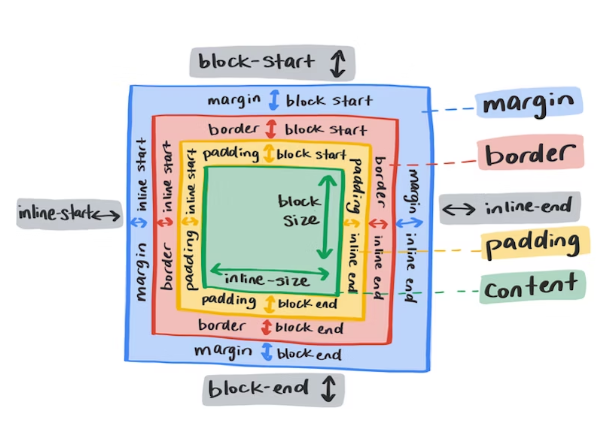 block-start
margin block start
margin
border block start
border
padding block start
inline-start
margin inline start
border inline start
padding inline start
block
size
inline-size
padding inline end
border inline end
margin inline end
inline-end
padding
content
padding block end
border block end
margin block end
block-end